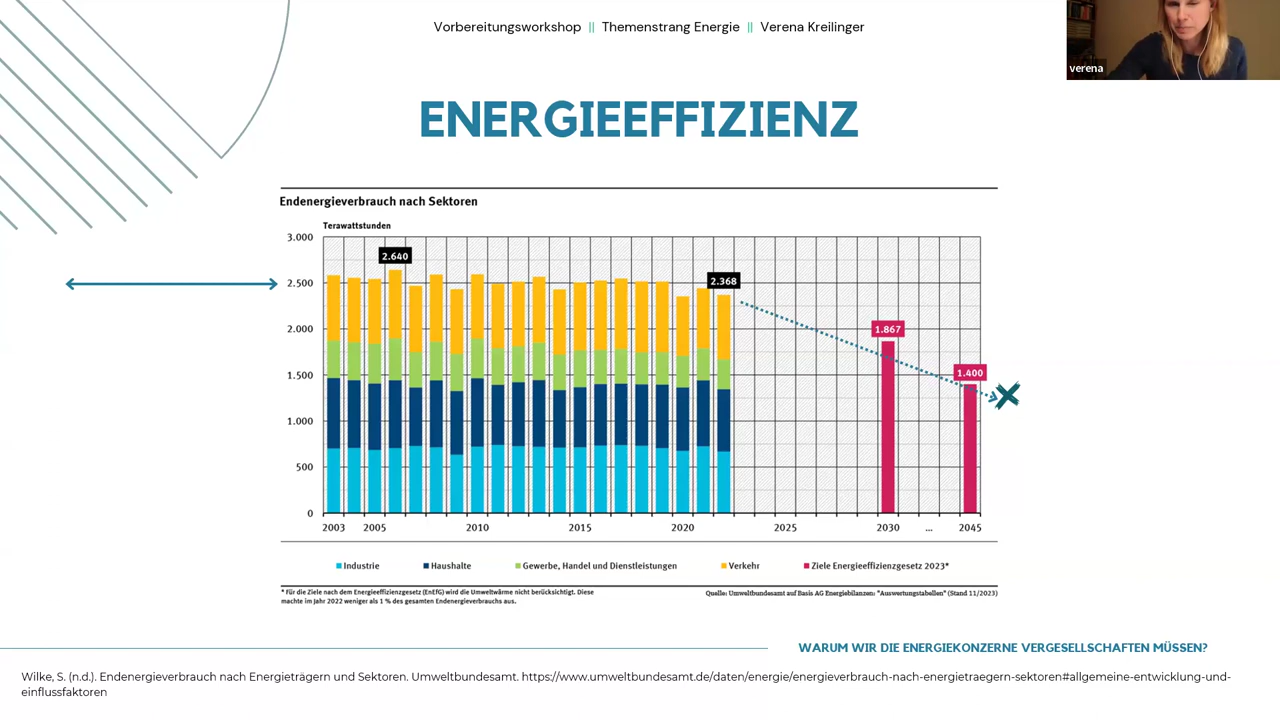 Vorbereitungsworkshop || Themenstrang Energie || Verena Kreilinger
verena
ENERGIEEFFIZIENZ
Endenergieverbrauch nach Sektoren
Terawattstunden
3.000
2.640
2.500
2.368
2.000
1.867
1.500
1.400
1.000
500
0
2003 2005 2010 2015 2020 2025 2030 ... 2045
Industrie Haushalte Gewerbe, Handel und Dienstleistungen Verkehr Ziele Energieeffizienzgesetz 2023*
* Für die Ziele nach dem Energieeffizienzgesetz (EnEfG) wird die Umweltwärme nicht berücksichtigt. Diese
machte im Jahr 2022 weniger als 1 % des gesamten Endenergieverbrauchs aus.
Quelle: Umweltbundesamt auf Basis AG Energiebilanzen: "Auswertungstabellen" (Stand 11/2023)
WARUM WIR DIE ENERGIEKONZERNE VERGESELLSCHAFTEN MÜSSEN?
Wilke, S. (n.d.). Endenergieverbrauch nach Energieträgern und Sektoren. Umweltbundesamt. https://www.umweltbundesamt.de/daten/energie/energieverbrauch-nach-energietraegern-sektoren#allgemeine-entwicklung-und-
einflussfaktoren